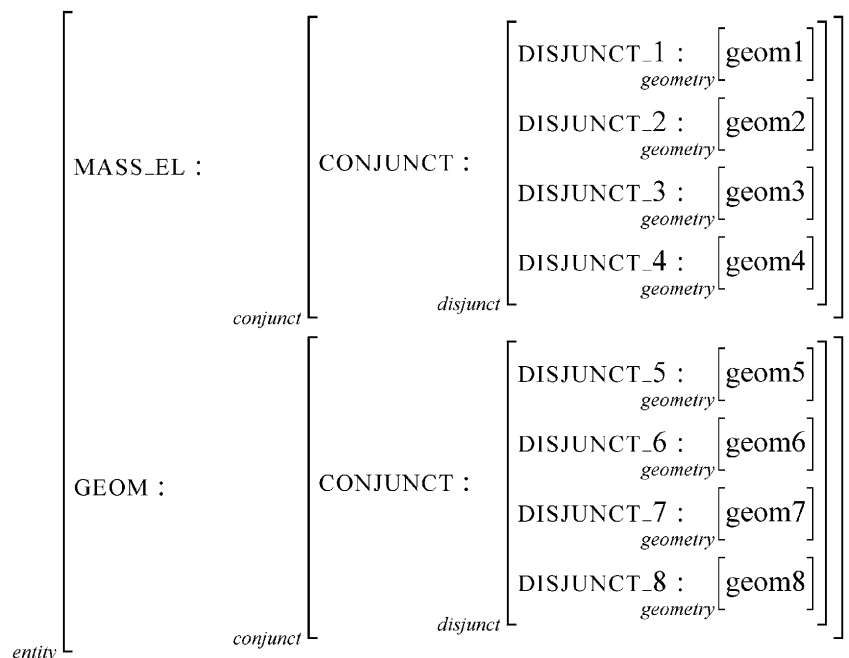 DISJUNCT_1 : geom1
geometry
DISJUNCT_2 : geom2
geometry
MASS_EL : CONJUNCT :
DISJUNCT_3 : geom3
geometry
DISJUNCT_4 : geom4
geometry
conjunct disjunct
DISJUNCT_5 : geom5
geometry
DISJUNCT_6 : geom6
geometry
GEOM : CONJUNCT :
DISJUNCT_7 : geom7
geometry
DISJUNCT_8 : geom8
geometry
conjunct disjunct
entity